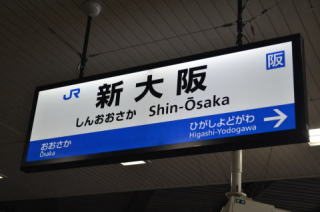 JR
新大阪
阪
しんおおさか Shin-Ōsaka
おおさか
Ōsaka
ひがしよどがわ
Higashi-Yodogawa